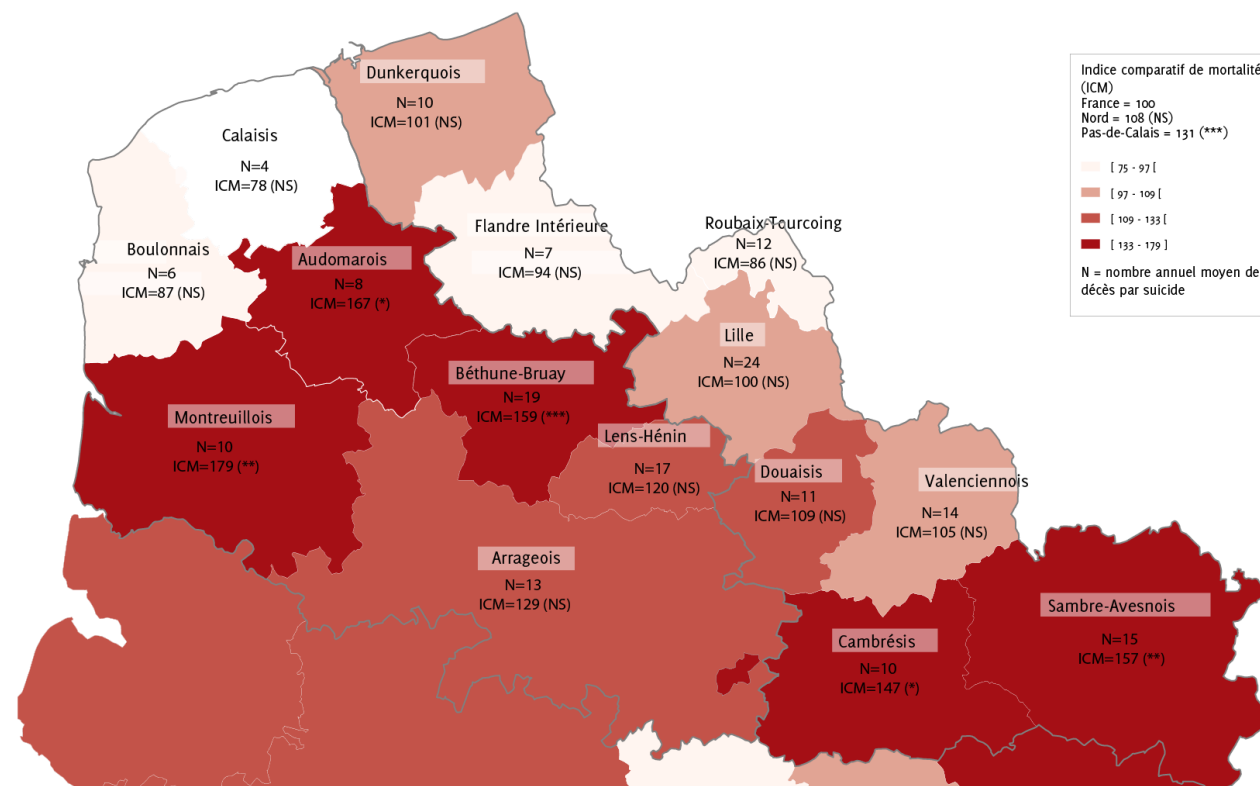 Dunkerquois
N=10
ICM=101 (NS)
Calaisis
N=4
ICM=78 (NS)
Indice comparatif de mortalité
(ICM)
France = 100
Nord = 108 (NS)
Pas-de-Calais = 131 (***)
[ 75 - 97 [
[ 97 - 109 [
[ 109 - 133 [
[ 133 - 179 ]
N = nombre annuel moyen de
décès par suicide
Boulonnais
N=6
ICM=87 (NS)
Audomarois
N=8
ICM=167 (*)
Flandre Intérieure
N=7
ICM=94 (NS)
Roubaix-Tourcoing
N=12
ICM=86 (NS)
Lille
N=24
ICM=100 (NS)
Béthune-Bruay
N=19
ICM=159 (***)
Montreuillois
N=10
ICM=179 (**)
Lens-Hénin
N=17
ICM=120 (NS)
Douaisis
N=11
ICM=109 (NS)
Valenciennois
N=14
ICM=105 (NS)
Arrageois
N=13
ICM=129 (NS)
Cambrésis
N=10
ICM=147 (*)
Sambre-Avesnois
N=15
ICM=157 (**)